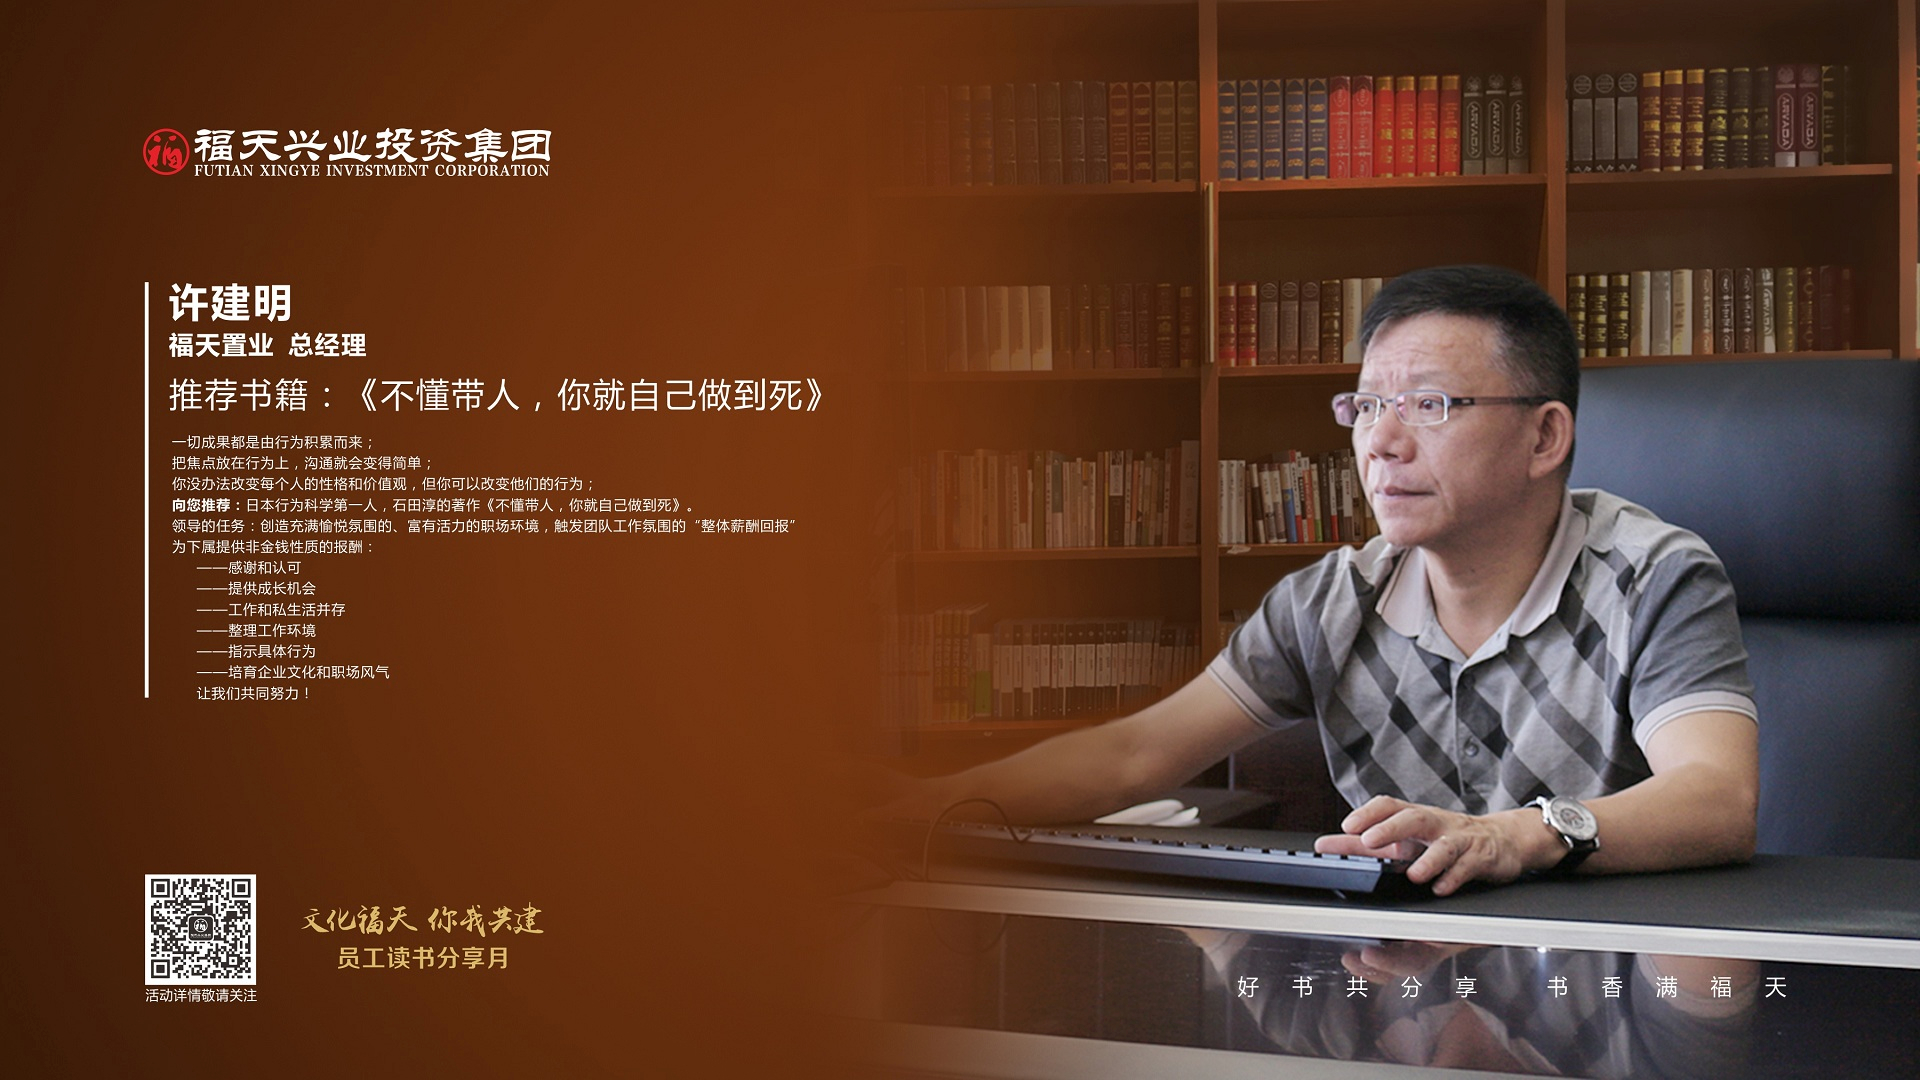 福天兴业投资集团
FUTIAN XINGYE INVESTMENT CORPORATION
许建明
福天置业 总经理
推荐书籍：《不懂带人，你就自己做到死》
一切成果都是由行为积累而来；
把焦点放在行为上，沟通就会变得简单；
你没办法改变每个人的性格和价值观，但你可以改变他们的行为；
向您推荐：日本行为科学第一人，石田淳的著作《不懂带人，你就自己做到死》。
领导的任务：创造充满愉悦氛围的、富有活力的职场环境，触发团队工作氛围的“整体薪酬回报”
为下属提供非金钱性质的报酬：
——感谢和认可
——提供成长机会
——工作和私生活并存
——整理工作环境
——指示具体行为
——培育企业文化和职场风气
让我们共同努力！
文化福天 你我共建
员工读书分享月
活动详情敬请关注
好书共分享 书香满福天
ARVADA
ARVADA
ARVADA
ARVADA